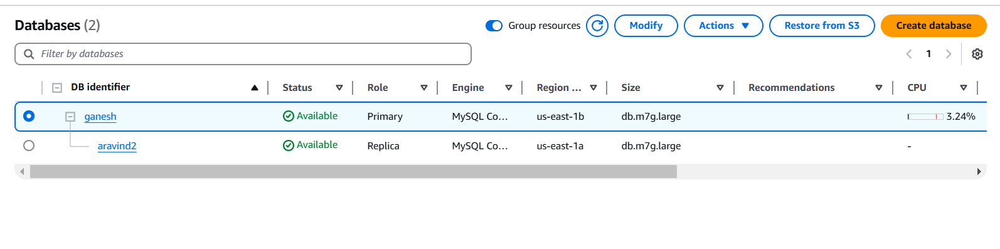 Databases (2)
Group resources
Modify
Actions
Restore from S3
Create database
Filter by databases
1
DB identifier Status Role Engine Region ... Size Recommendations CPU
ganesh Available Primary MySQL Co... us-east-1b db.m7g.large 3.24%
aravind2 Available Replica MySQL Co... us-east-1a db.m7g.large -